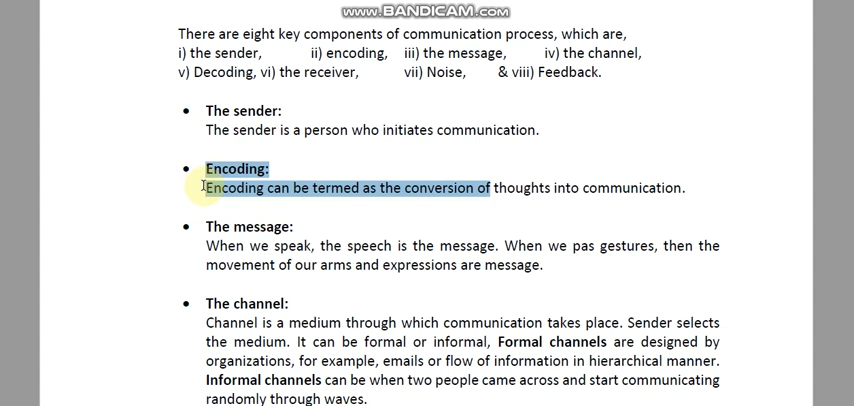 www.BANDICAM.com
There are eight key components of communication process, which are,
i) the sender, ii) encoding, iii) the message, iv) the channel,
v) Decoding, vi) the receiver, vii) Noise, & viii) Feedback.
• The sender:
The sender is a person who initiates communication.
• Encoding:
Encoding can be termed as the conversion of thoughts into communication.
• The message:
When we speak, the speech is the message. When we pas gestures, then the
movement of our arms and expressions are message.
• The channel:
Channel is a medium through which communication takes place. Sender selects
the medium. It can be formal or informal, Formal channels are designed by
organizations, for example, emails or flow of information in hierarchical manner.
Informal channels can be when two people came across and start communicating
randomly through waves.